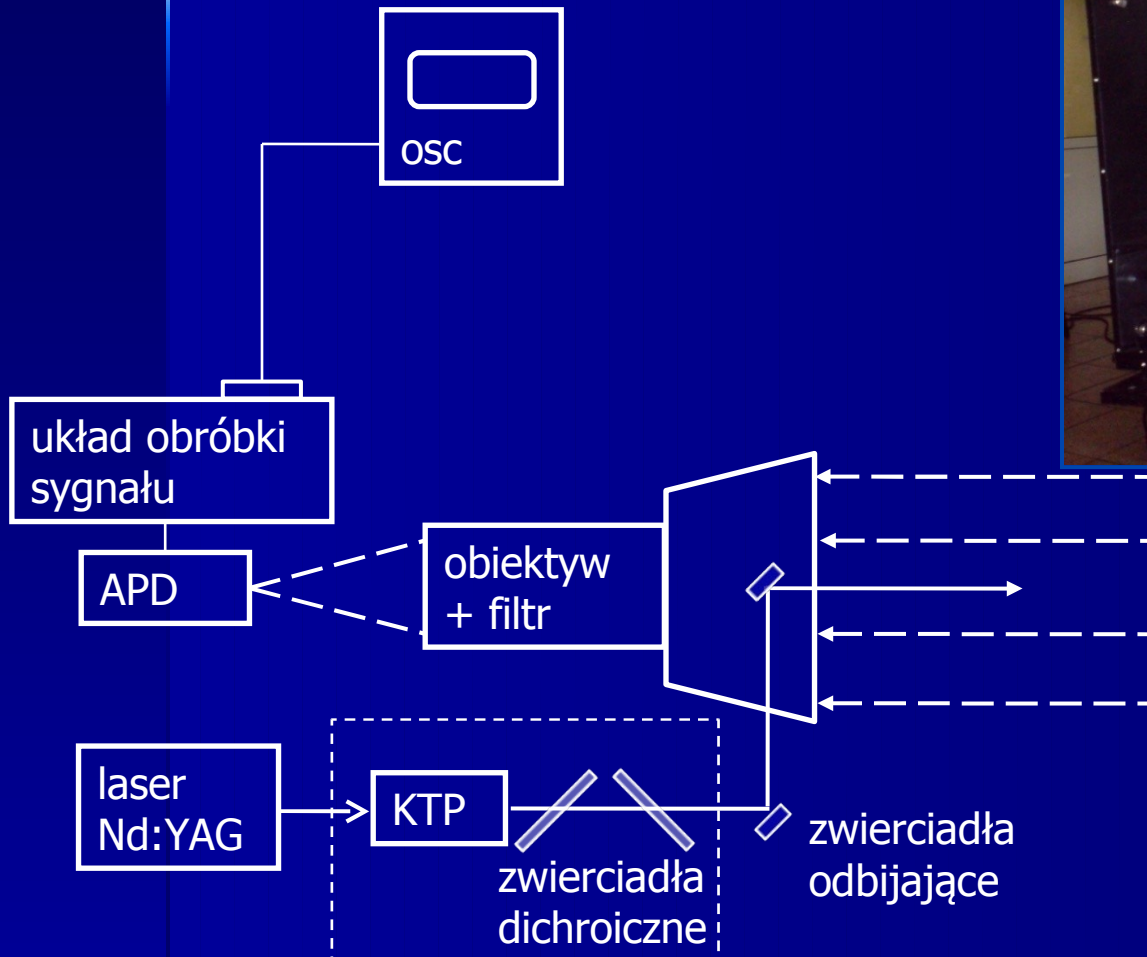 osc
układ obróbki
sygnału
APD
obiektyw
+ filtr
laser
Nd:YAG
KTP
zwierciadła
dichroiczne
zwierciadła
odbijające